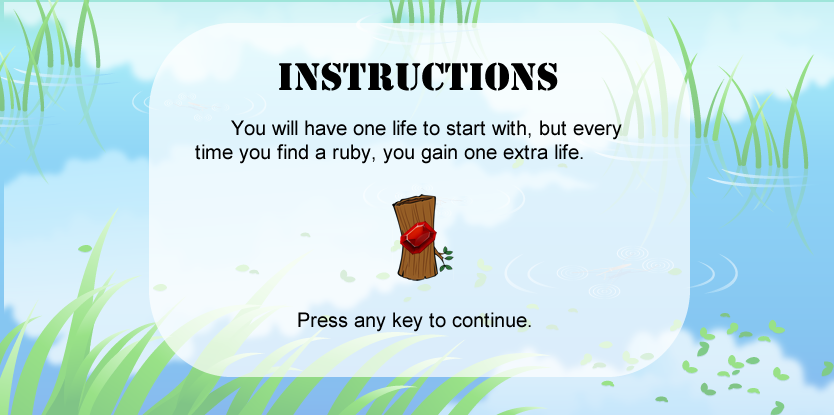 INSTRUCTIONS
You will have one life to start with, but every
time you find a ruby, you gain one extra life.
Press any key to continue.